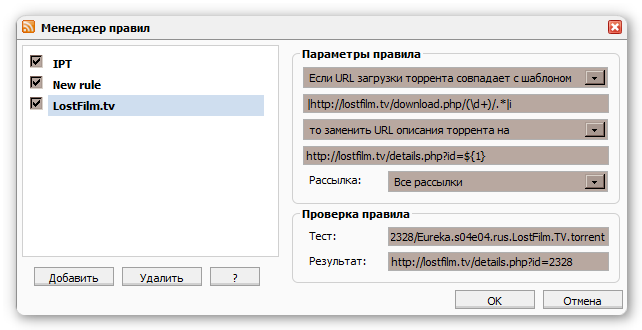 Менеджер правил
IPT
New rule
LostFilm.tv
Добавить
Удалить
?
Параметры правила
Если URL загрузки торрента совпадает с шаблоном
|http://lostfilm.tv/download.php/(\d+)/.*|i
то заменить URL описания торрента на
http://lostfilm.tv/details.php?id=${1}
Рассылка: Все рассылки
Проверка правила
Тест: 2328/Eureka.s04e04.rus.LostFilm.TV.torrent
Результат: http://lostfilm.tv/details.php?id=2328
OK
Отмена